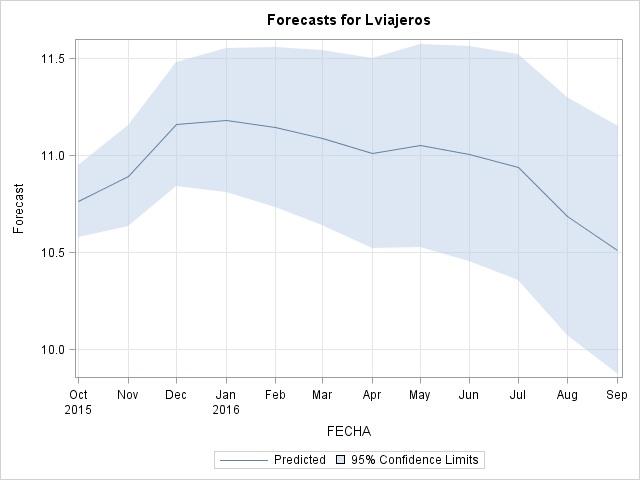 Forecasts for Lviajeros
Forecast
11.5
11.0
10.5
10.0
Oct Nov Dec Jan Feb Mar Apr May Jun Jul Aug Sep
2015 2016
FECHA
Predicted 95% Confidence Limits